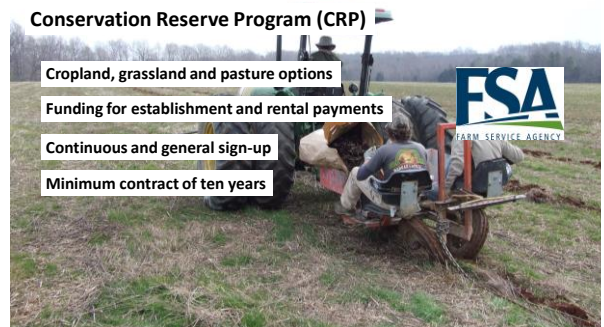 Conservation Reserve Program (CRP)
Cropland, grassland and pasture options
Funding for establishment and rental payments
FSA
FARM SERVICE AGENCY
Continuous and general sign-up
Minimum contract of ten years